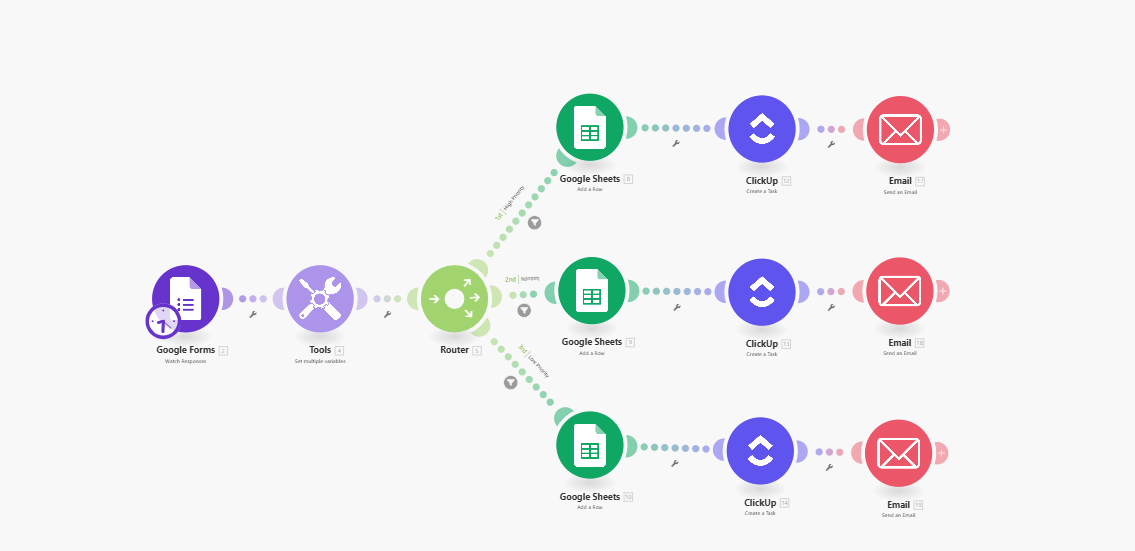 Google Sheets 8
Add a Row
ClickUp 12
Create a Task
Email 17
Send an Email
1st High Priority
Google Forms 2
Watch Responses
Tools 4
Set multiple variables
Router 5
2nd
Google Sheets 9
Add a Row
ClickUp 13
Create a Task
Email 18
Send an Email
3rd Low Priority
Google Sheets 10
Add a Row
ClickUp 14
Create a Task
Email 19
Send an Email